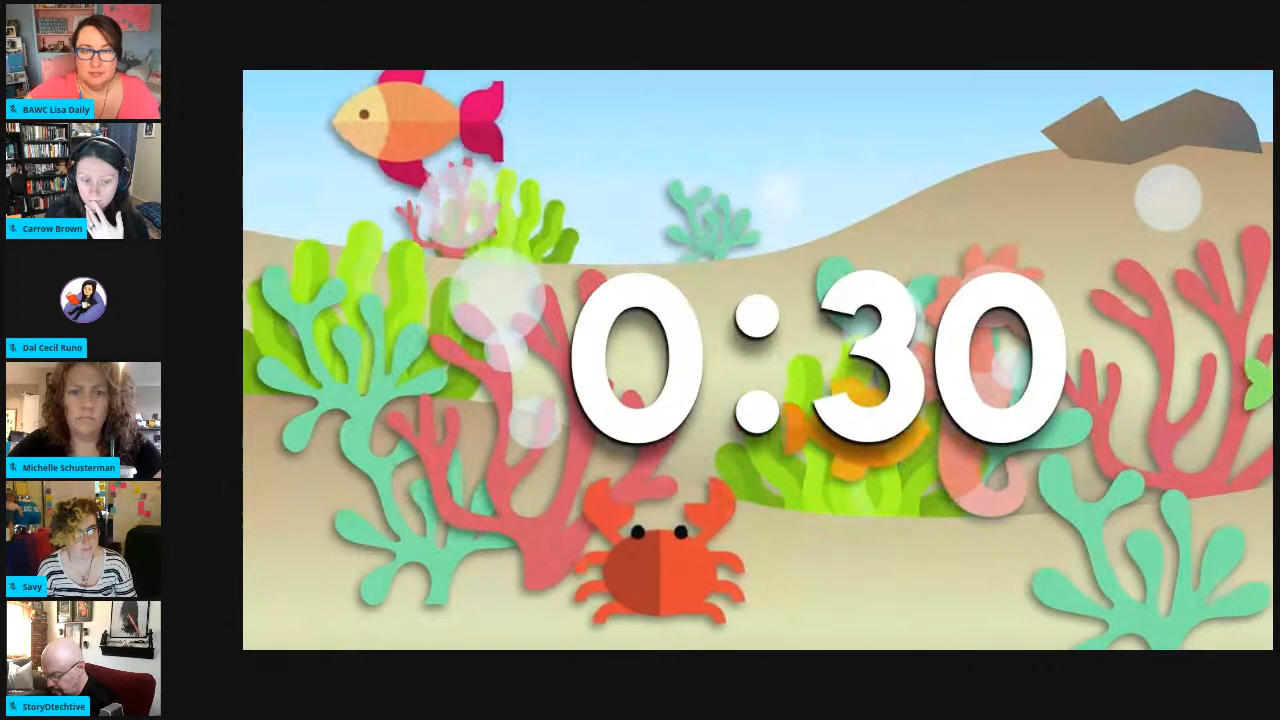 BAWC Lisa Daily
Carrow Brown
Dal Cecil Runo
Michelle Schusterman
Savy
StoryDtechtive
0:30